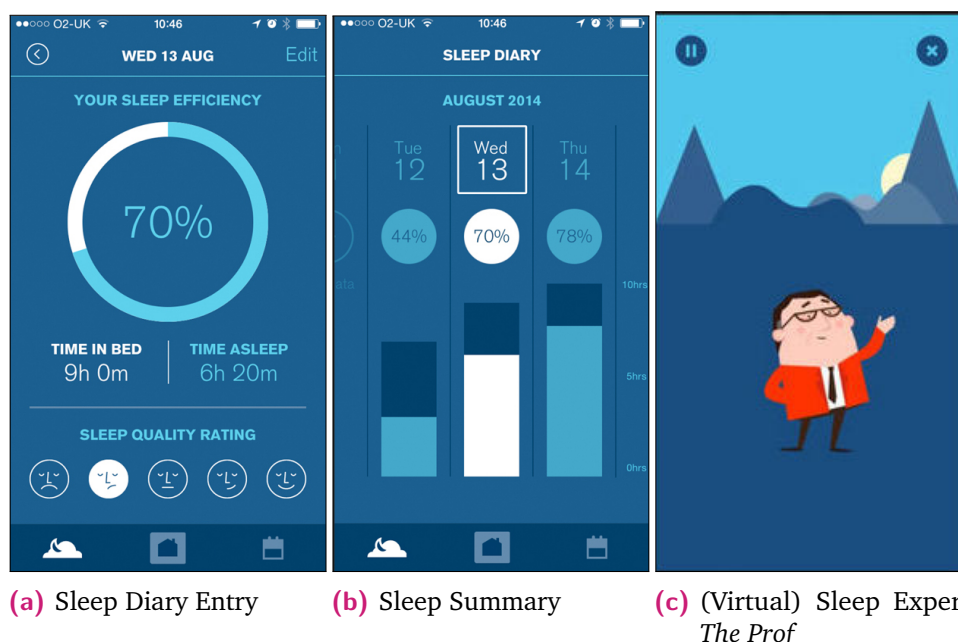 ●●○○○ O2-UK 10:46
WED 13 AUG Edit
YOUR SLEEP EFFICIENCY
70%
TIME IN BED TIME ASLEEP
9h 0m 6h 20m
SLEEP QUALITY RATING
(a) Sleep Diary Entry
●●○○○ O2-UK 10:46
SLEEP DIARY
AUGUST 2014
Tue Wed Thu
12 13 14
44% 70% 78%
ata
10hrs
5hrs
0hrs
(b) Sleep Summary
(c) (Virtual) Sleep Exper
The Prof